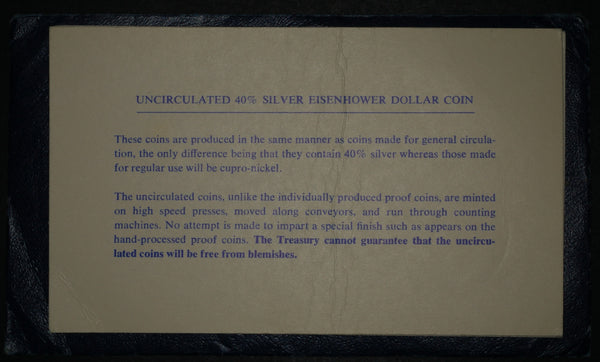 UNCIRCULATED 40% SILVER EISENHOWER DOLLAR COIN
These coins are produced in the same manner as coins made for general circula-
tion, the only difference being that they contain 40% silver whereas those made
for regular use will be cupro-nickel.
The uncirculated coins, unlike the individually produced proof coins, are minted
on high speed presses, moved along conveyors, and run through counting
machines. No attempt is made to impart a special finish such as appears on the
hand-processed proof coins. The Treasury cannot guarantee that the uncircu-
lated coins will be free from blemishes.